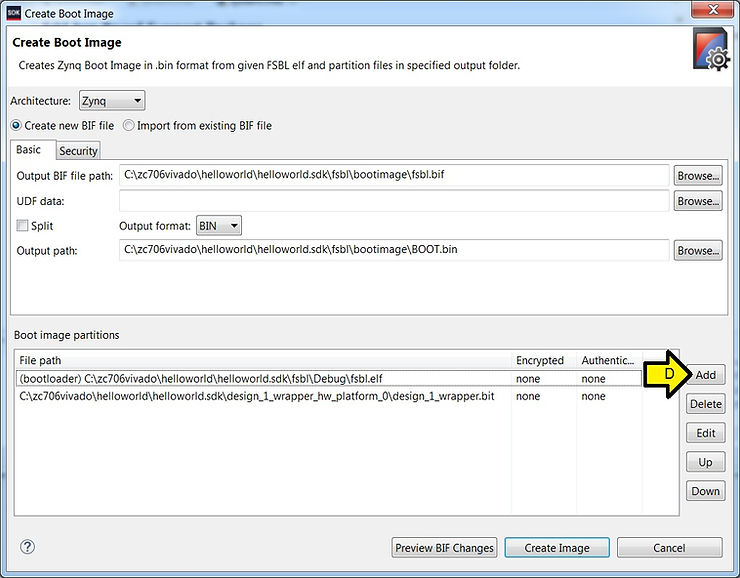 SDK Create Boot Image
Create Boot Image
Creates Zynq Boot Image in .bin format from given FSBL elf and partition files in specified output folder.
Architecture: Zynq
Create new BIF file Import from existing BIF file
Basic Security
Output BIF file path: C:\zc706vivado\helloworld\helloworld.sdk\fsbl\bootimage\fsbl.bif Browse...
UDF data: Browse...
Split Output format: BIN
Output path: C:\zc706vivado\helloworld\helloworld.sdk\fsbl\bootimage\BOOT.bin Browse...
Boot image partitions
File path Encrypted Authentic...
(bootloader) C:\zc706vivado\helloworld\helloworld.sdk\fsbl\Debug\fsbl.elf none none D Add
C:\zc706vivado\helloworld\helloworld.sdk\design_1_wrapper_hw_platform_0\design_1_wrapper.bit none none
Delete
Edit
Up
Down
? Preview BIF Changes Create Image Cancel